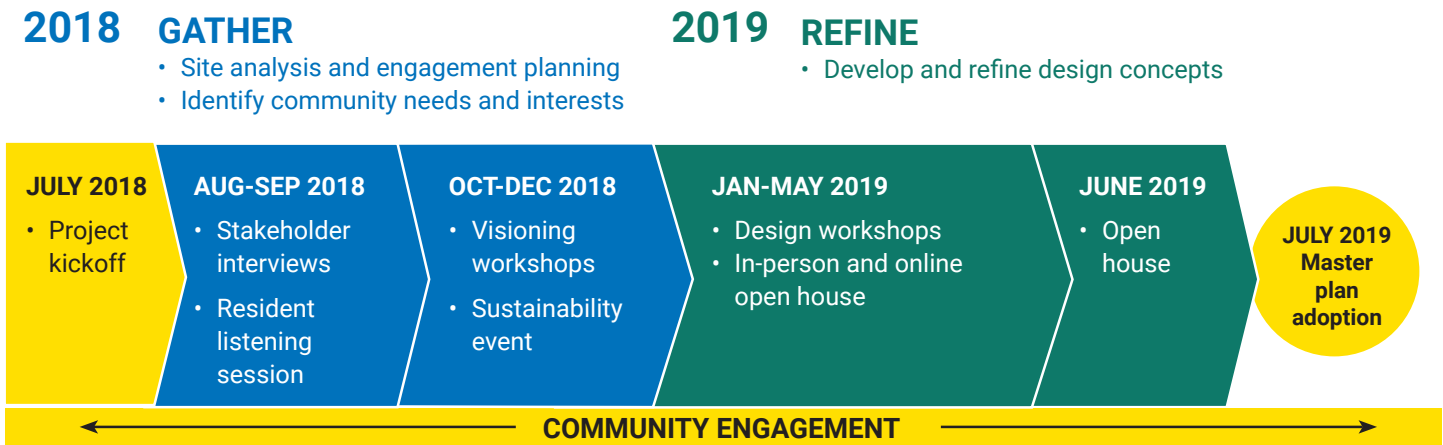 2018 GATHER
• Site analysis and engagement planning
• Identify community needs and interests
2019 REFINE
• Develop and refine design concepts
JULY 2018
• Project
kickoff
AUG-SEP 2018
• Stakeholder
interviews
• Resident
listening
session
OCT-DEC 2018
• Visioning
workshops
• Sustainability
event
JAN-MAY 2019
• Design workshops
• In-person and online
open house
JUNE 2019
• Open
house
JULY 2019
Master
plan
adoption
COMMUNITY ENGAGEMENT